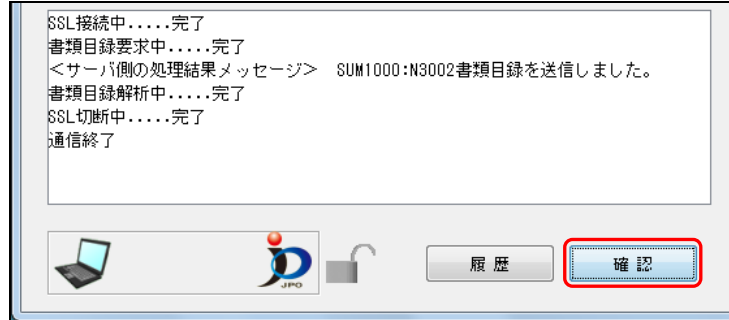 SSL接続中.....完了
書類目録要求中.....完了
＜サーバ側の処理結果メッセージ＞　SUM1000:N3002書類目録を送信しました。
書類目録解析中.....完了
SSL切断中.....完了
通信終了
JPO
履歴
確認